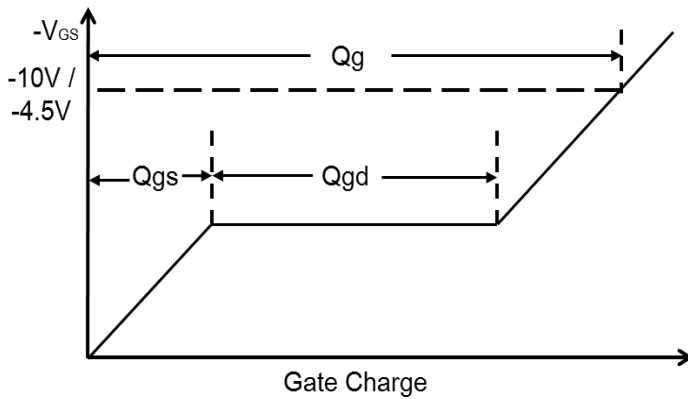 -VGS
Qg
-10V /
-4.5V
Qgs
Qgd
Gate Charge